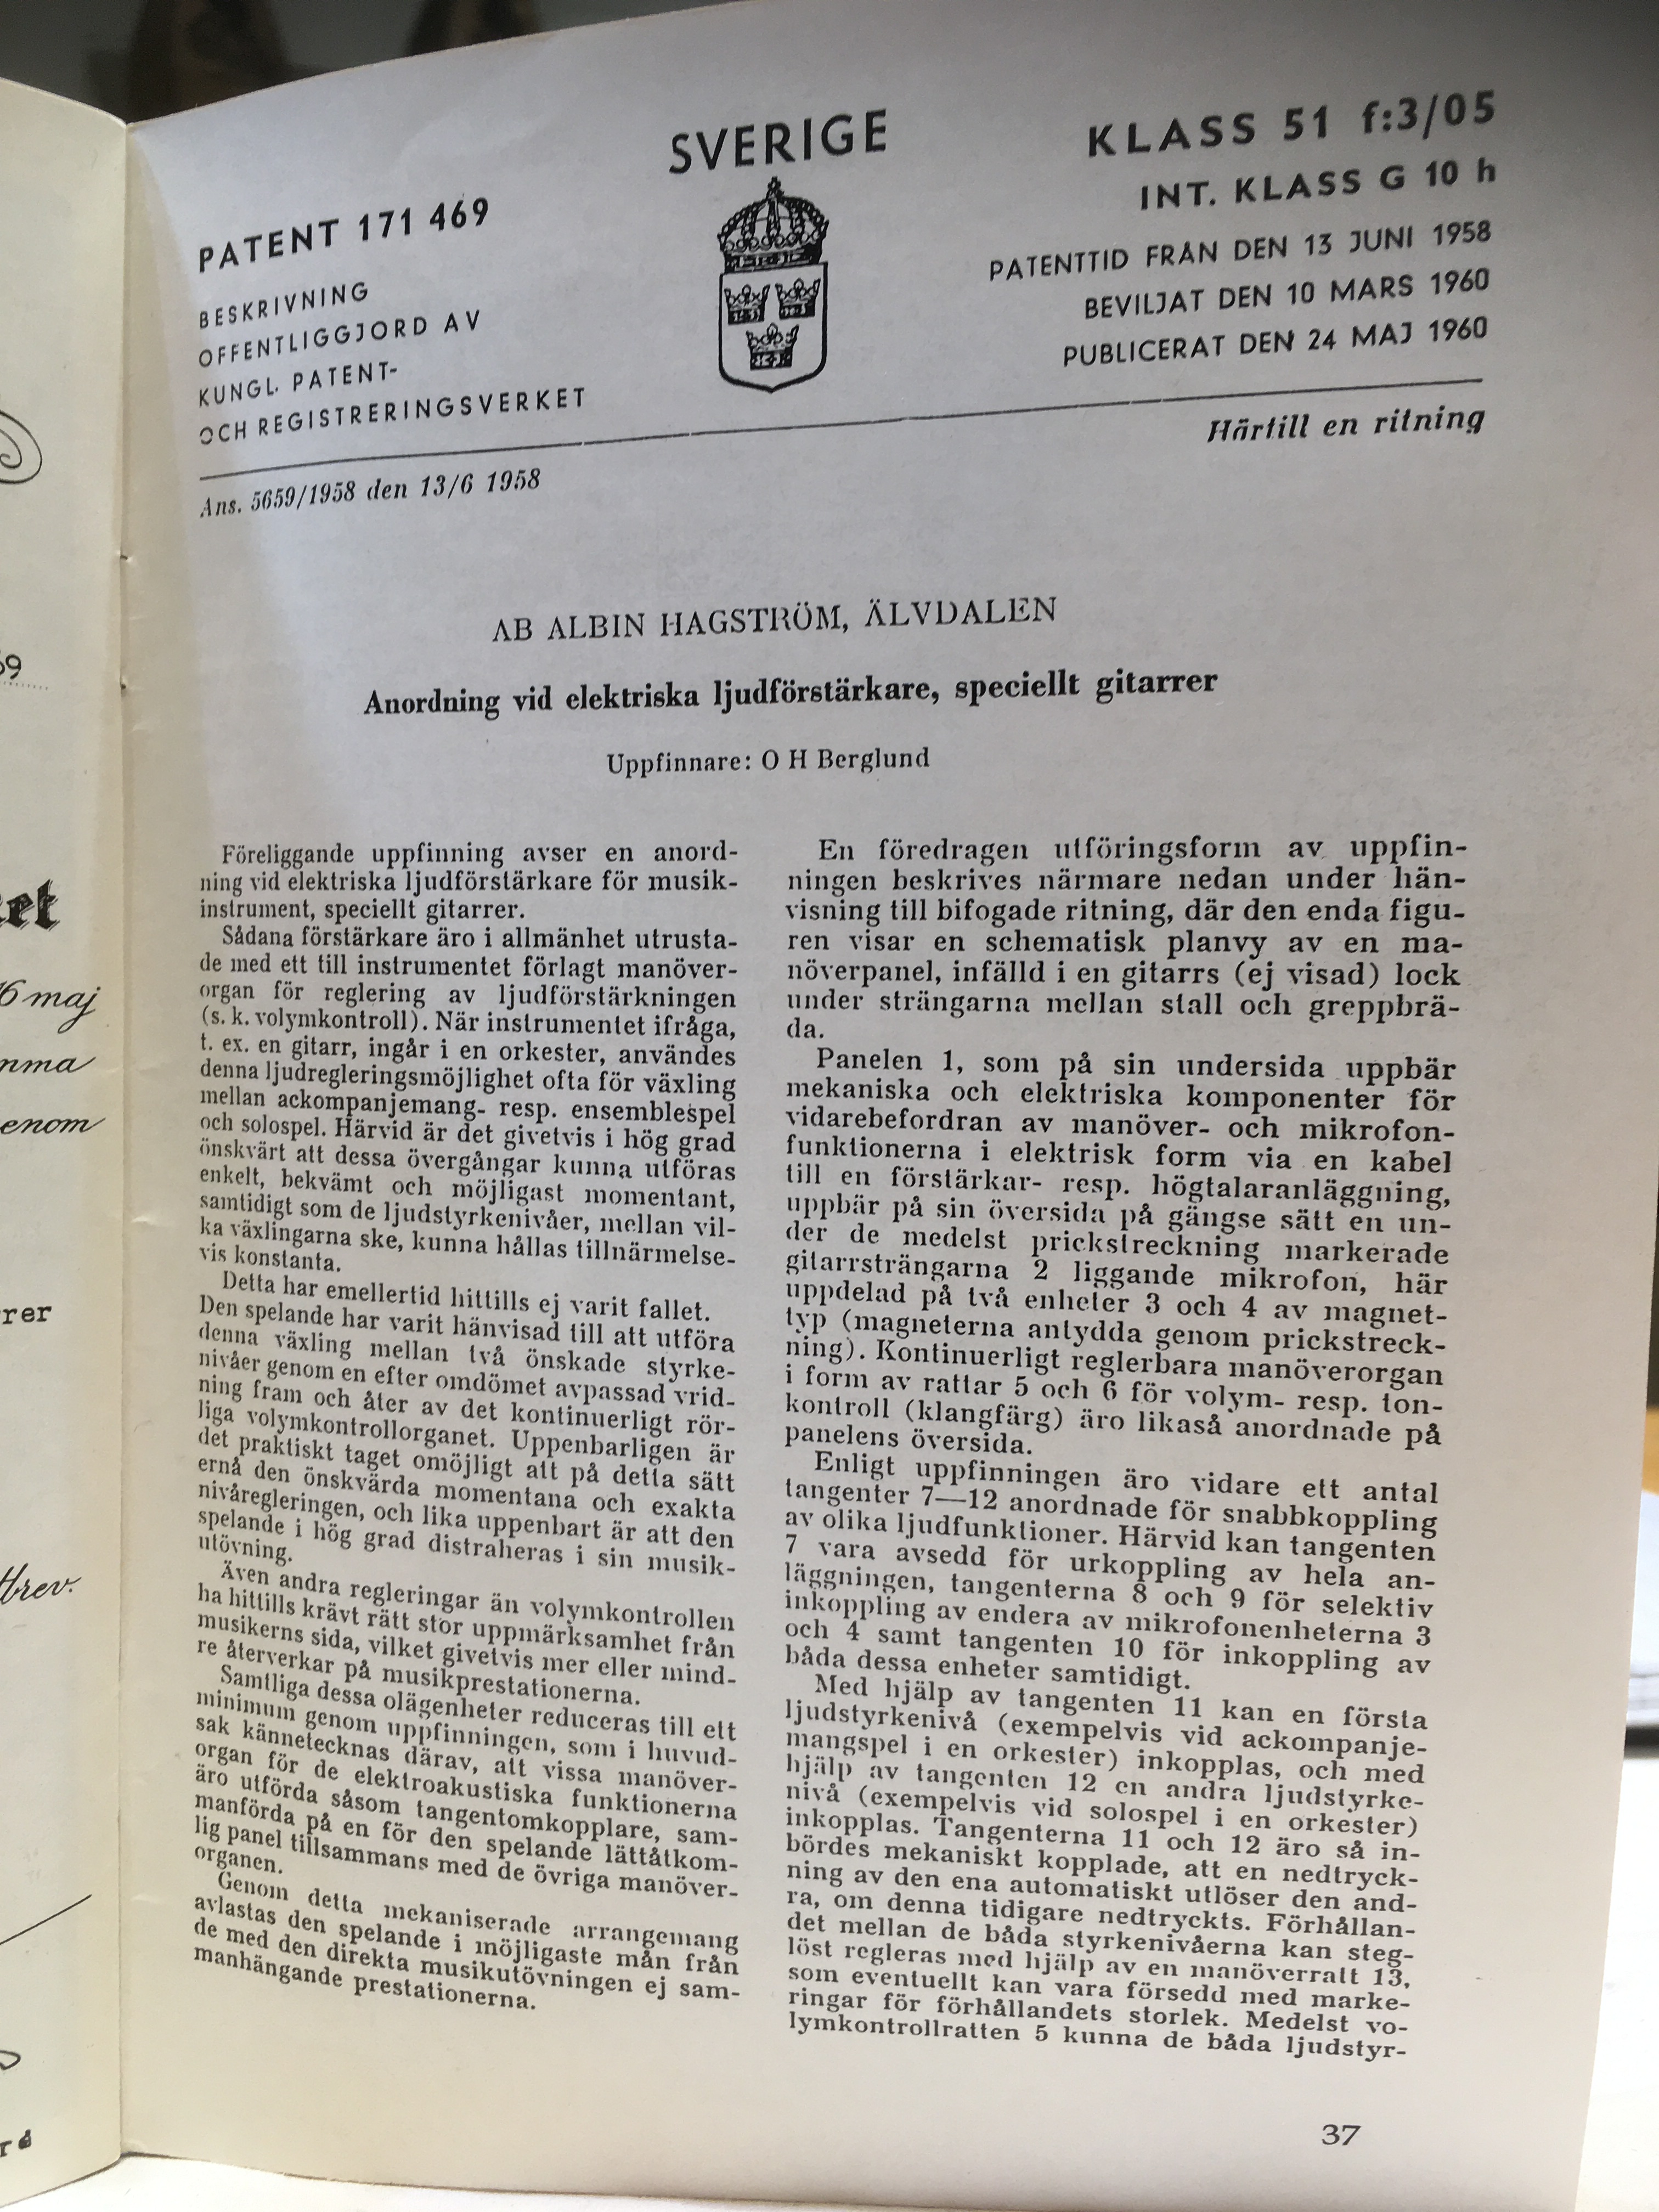 69
et
6 maj
mma
enom
rer
brev.
SVERIGE
PATENT 171 469
BESKRIVNING
OFFENTLIGGJORD AV
KUNGL. PATENT-
OCH REGISTRERINGSVERKET
KLASS 51 f:3/05
INT. KLASS G 10 h
PATENTTID FRÅN DEN 13 JUNI 1958
BEVILJAT DEN 10 MARS 1960
PUBLICERAT DEN 24 MAJ 1960
Ans. 5659/1958 den 13/6 1958
Härtill en ritning
AB ALBIN HAGSTRÖM, ÄLVDALEN
Anordning vid elektriska ljudförstärkare, speciellt gitarrer
Uppfinnare: O H Berglund
Föreliggande uppfinning avser en anord-
ning vid elektriska ljudförstärkare för musik-
instrument, speciellt gitarrer.
Sådana förstärkare äro i allmänhet utrusta-
de med ett till instrumentet förlagt manöver-
organ för reglering av ljudförstärkningen
(s. k. volymkontroll). När instrumentet ifråga,
t. ex. en gitarr, ingår i en orkester, användes
denna ljudregleringsmöjlighet ofta för växling
mellan ackompanjemang- resp. ensemblespel
och solospel. Härvid är det givetvis i hög grad
önskvärt att dessa övergångar kunna utföras
enkelt, bekvämt och möjligast momentant,
samtidigt som de ljudstyrkenivåer, mellan vil-
ka växlingarna ske, kunna hållas tillnärmelse-
vis konstanta.
Detta har emellertid hittills ej varit fallet.
Den spelande har varit hänvisad till att utföra
denna växling mellan två önskade styrke-
nivåer genom en efter omdömet avpassad vrid-
ning fram och åter av det kontinuerligt rör-
liga volymkontrollorganet. Uppenbarligen är
det praktiskt taget omöjligt att på detta sätt
ernå den önskvärda momentana och exakta
nivåregleringen, och lika uppenbart är att den
spelande i hög grad distraheras i sin musik-
utövning.
Även andra regleringar än volymkontrollen
ha hittills krävt rätt stor uppmärksamhet från
musikerns sida, vilket givetvis mer eller mind-
re återverkar på musikprestationerna.
Samtliga dessa olägenheter reduceras till ett
minimum genom uppfinningen, som i huvud-
sak kännetecknas därav, att vissa manöver-
organ för de elektroakustiska funktionerna
äro utförda såsom tangentomkopplare, sam-
manförda på en för den spelande lättåtkom-
lig panel tillsammans med de övriga manöver-
organen.
Genom detta mekaniserade arrangemang
avlastas den spelande i möjligaste mån från
de med den direkta musikutövningen ej sam-
manhängande prestationerna.
En föredragen utföringsform av uppfin-
ningen beskrives närmare nedan under hän-
visning till bifogade ritning, där den enda figu-
ren visar en schematisk planvy av en ma-
növerpanel, infälld i en gitarrs (ej visad) lock
under strängarna mellan stall och greppbrä-
da.
Panelen 1, som på sin undersida uppbär
mekaniska och elektriska komponenter för
vidarebefordran av manöver- och mikrofon-
funktionerna i elektrisk form via en kabel
till en förstärkar- resp. högtalaranläggning,
uppbär på sin översida på gängse sätt en un-
der de medelst prickstreckning markerade
gitarrsträngarna 2 liggande mikrofon, här
uppdelad på två enheter 3 och 4 av magnet-
typ (magneterna antydda genom prickstreck-
ning). Kontinuerligt reglerbara manöverorgan
i form av rattar 5 och 6 för volym- resp. ton-
kontroll (klangfärg) äro likaså anordnade på
panelens översida.
Enligt uppfinningen äro vidare ett antal
tangenter 7—12 anordnade för snabbkoppling
av olika ljudfunktioner. Härvid kan tangenten
7 vara avsedd för urkoppling av hela an-
läggningen, tangenterna 8 och 9 för selektiv
inkoppling av endera av mikrofonenheterna 3
och 4 samt tangenten 10 för inkoppling av
båda dessa enheter samtidigt.
Med hjälp av tangenten 11 kan en första
ljudstyrkenivå (exempelvis vid ackompanje-
mangspel i en orkester) inkopplas, och med
hjälp av tangenten 12 en andra ljudstyrke-
nivå (exempelvis vid solospel i en orkester)
inkopplas. Tangenterna 11 och 12 äro så in-
bördes mekaniskt kopplade, att en nedtryck-
ning av den ena automatiskt utlöser den and-
ra, om denna tidigare nedtryckts. Förhållan-
det mellan de båda styrkenivåerna kan steg-
löst regleras med hjälp av en manöverratt 13,
som eventuellt kan vara försedd med marke-
ringar för förhållandets storlek. Medelst vo-
lymkontrollratten 5 kunna de båda ljudstyr-
37